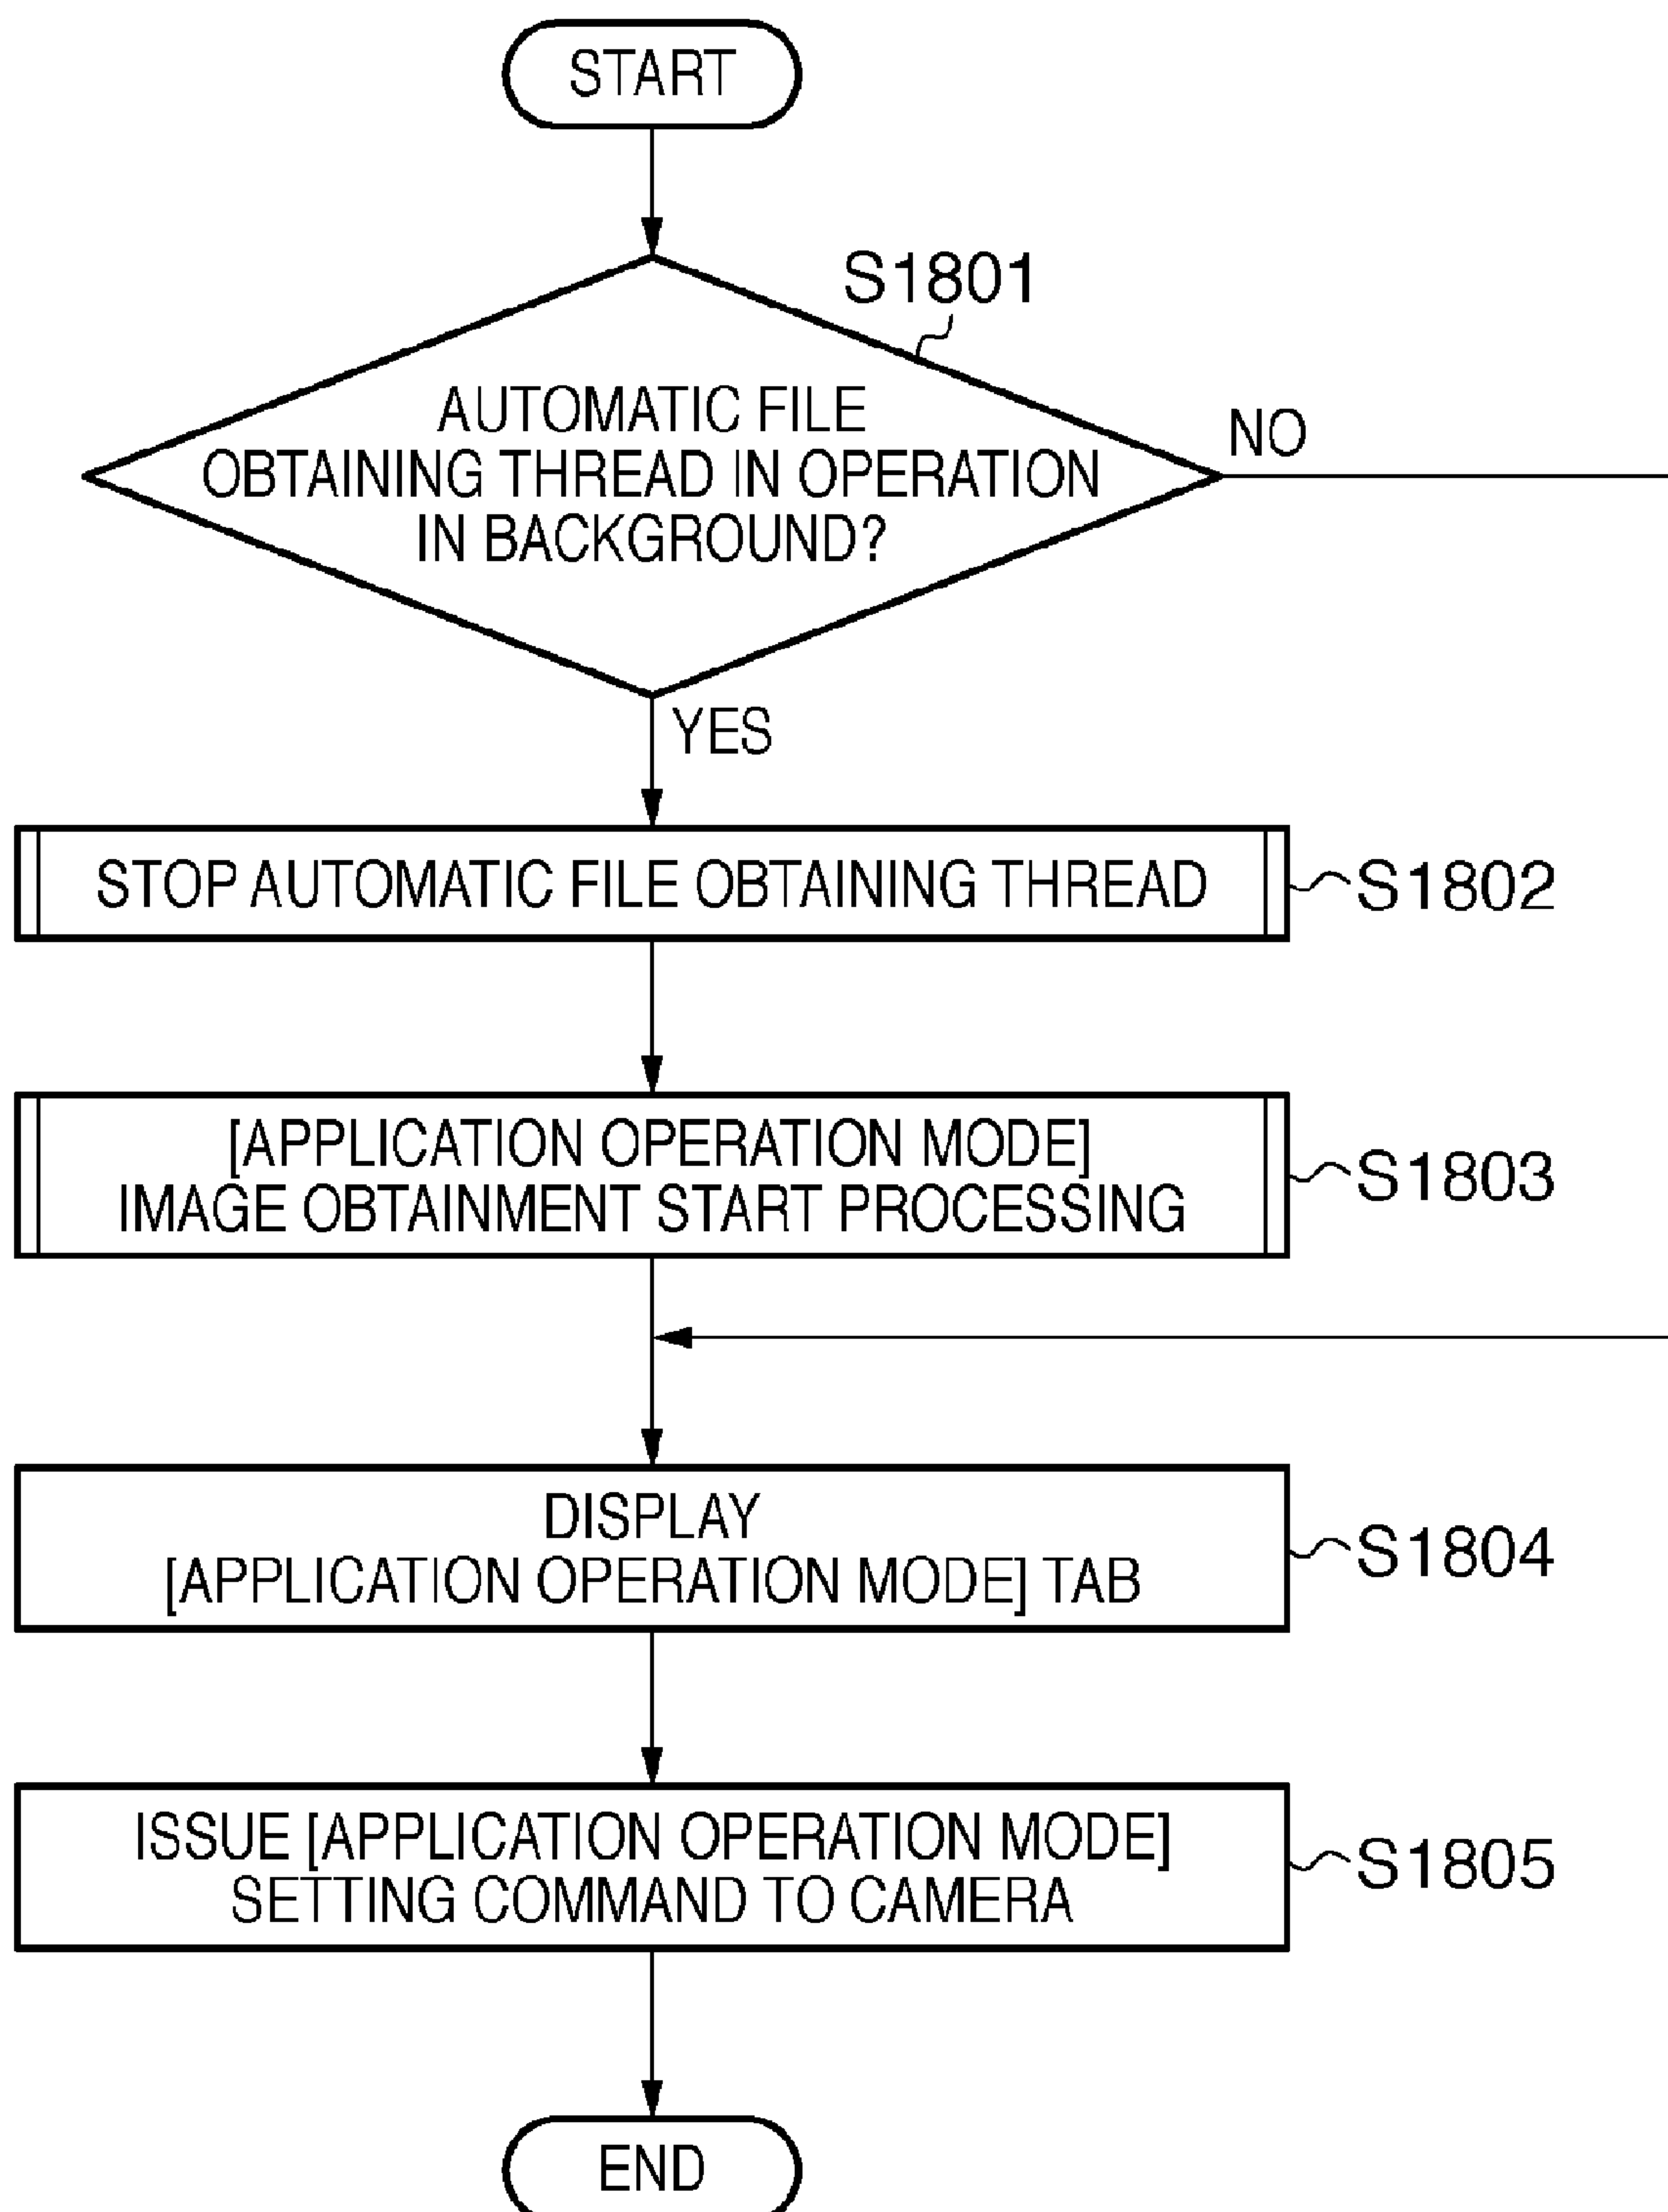 START
S1801
AUTOMATIC FILE
OBTAINING THREAD IN OPERATION
IN BACKGROUND?
NO
YES
STOP AUTOMATIC FILE OBTAINING THREAD
S1802
[APPLICATION OPERATION MODE]
IMAGE OBTAINMENT START PROCESSING
S1803
DISPLAY
[APPLICATION OPERATION MODE] TAB
S1804
ISSUE [APPLICATION OPERATION MODE]
SETTING COMMAND TO CAMERA
S1805
END